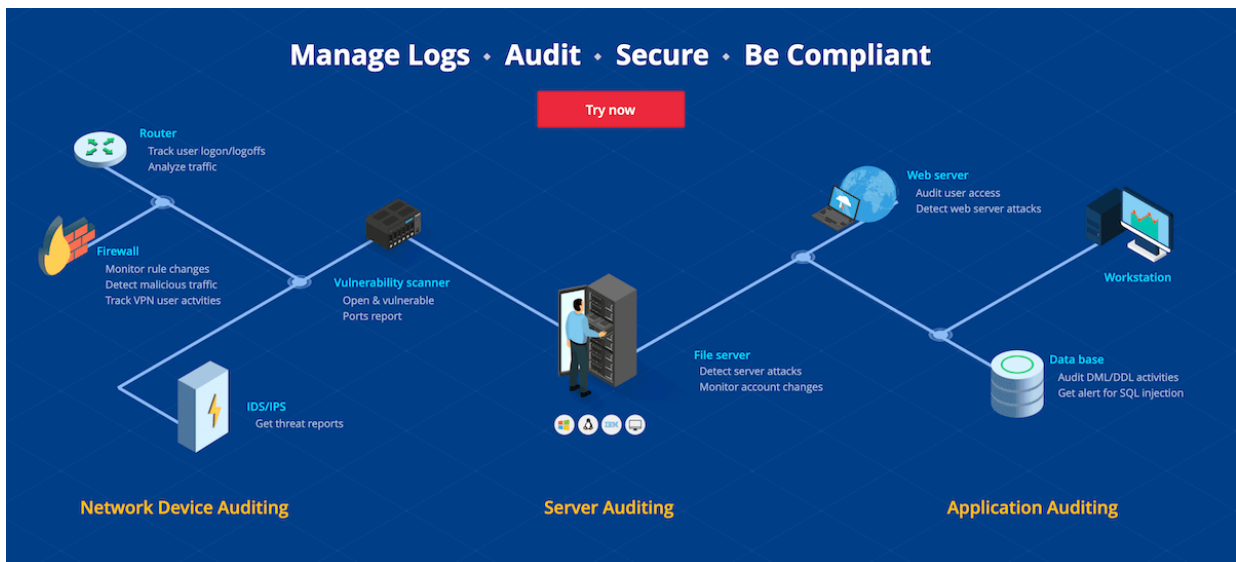 Manage Logs • Audit • Secure • Be Compliant
Try now
Router
Track user logon/logoffs
Analyze traffic
Firewall
Monitor rule changes
Detect malicious traffic
Track VPN user actvities
Vulnerability scanner
Open & vulnerable
Ports report
IDS/IPS
Get threat reports
File server
Detect server attacks
Monitor account changes
IBM
Web server
Audit user access
Detect web server attacks
Workstation
Data base
Audit DML/DDL activities
Get alert for SQL injection
Network Device Auditing
Server Auditing
Application Auditing